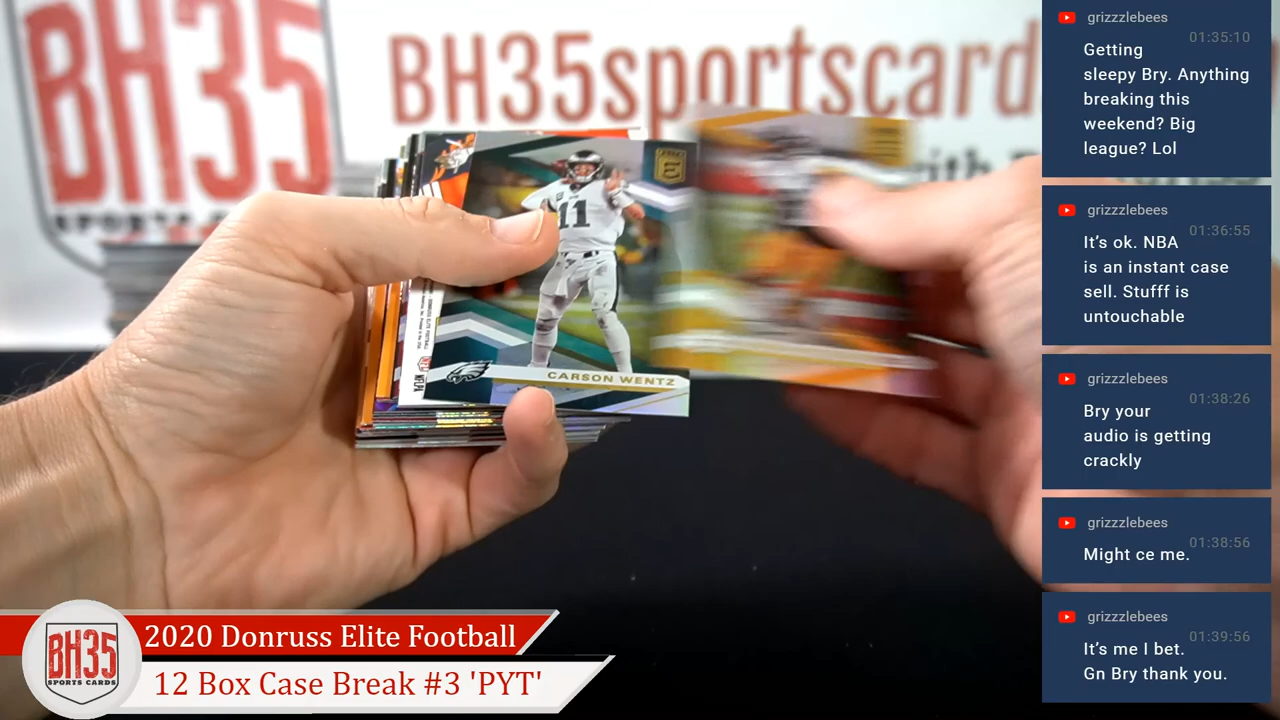 BH35
SPORTS CARDS
BH35sportscard
with
11
CARSON WENTZ
BH35
SPORTS CARDS
2020 Donruss Elite Football
12 Box Case Break #3 'PYT'
grizzzlebees
01:35:10
Getting
sleepy Bry. Anything
breaking this
weekend? Big
league? Lol
grizzzlebees
01:36:55
It's ok. NBA
is an instant case
sell. Stufff is
untouchable
grizzzlebees
01:38:26
Bry your
audio is getting
crackly
grizzzlebees
01:38:56
Might ce me.
grizzzlebees
01:39:56
It's me I bet.
Gn Bry thank you.